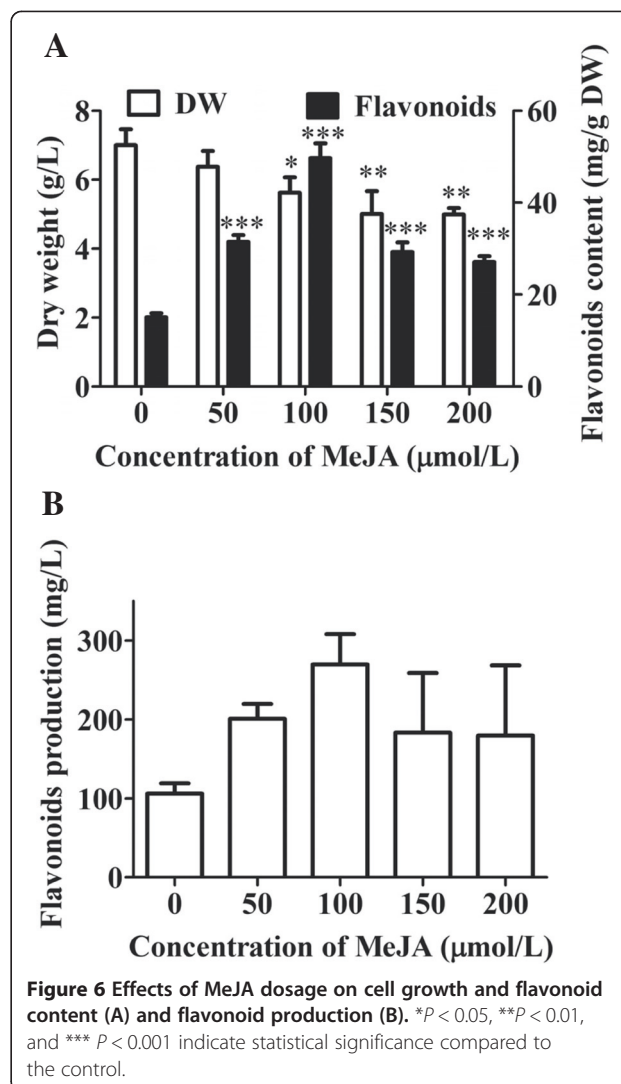 A
DW
Flavonoids
Dry weight (g/L)
Flavonoids content (mg/g DW)
8
6
4
2
0
60
40
20
0
***
*
***
**
***
**
***
0 50 100 150 200
Concentration of MeJA (μmol/L)
B
Flavonoids production (mg/L)
300
200
100
0
0 50 100 150 200
Concentration of MeJA (μmol/L)
Figure 6 Effects of MeJA dosage on cell growth and flavonoid
content (A) and flavonoid production (B). *P < 0.05, **P < 0.01,
and *** P < 0.001 indicate statistical significance compared to
the control.